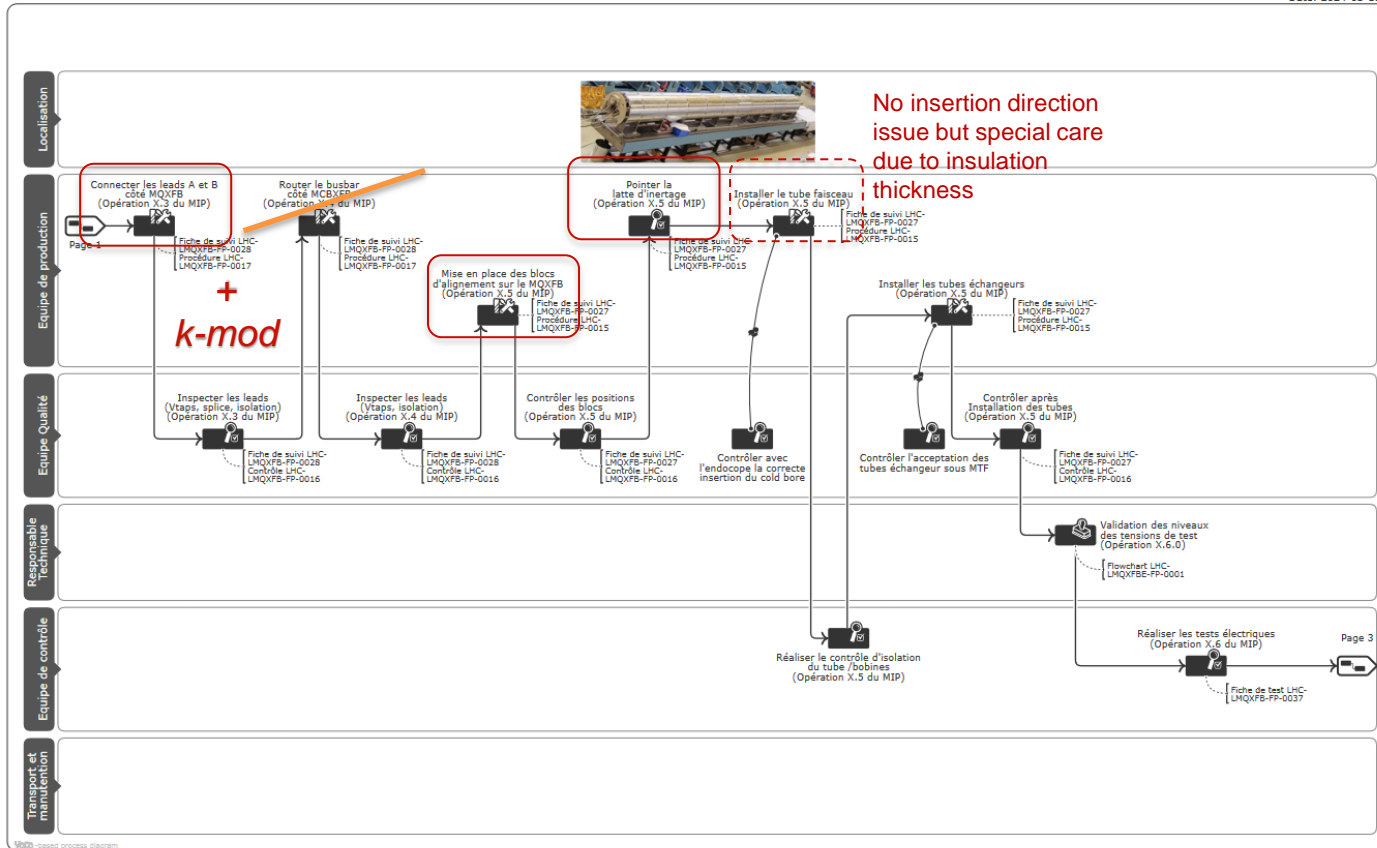 Localisation
No insertion direction
issue but special care
due to insulation
thickness
Equipe de production
Page 1
Connecter les leads A et B
côté MQXFB
(Opération X.3 du MIP)
Fiche de suivi LHC-
LMQXFB-FP-0028
Procédure LHC-
LMQXFB-FP-0017
+
k-mod
Router le busbar
côté MCBXFB
MIP)
Fiche de suivi LHC-
LMQXFB-FP-0028
Procédure LHC-
LMQXFB-FP-0017
Mise en place des blocs
d'alignement sur le MQXFB
(Opération X.5 du MIP)
Fiche de suivi LHC-
LMQXFB-FP-0027
Procédure LHC-
LMQXFB-FP-0015
Pointer la
latte d'inertage
(Opération X.5 du MIP)
Fiche de suivi LHC-
LMQXFB-FP-0027
Procédure LHC-
LMQXFB-FP-0015
Installer le tube faisceau
(Opération X.5 du MIP)
Fiche de suivi LHC-
LMQXFB-FP-0027
Procédure LHC-
LMQXFB-FP-0015
Installer les tubes échangeurs
(Opération X.5 du MIP)
Fiche de suivi LHC-
LMQXFB-FP-0027
Procédure LHC-
LMQXFB-FP-0015
Equipe Qualité
Inspecter les leads
(Vtaps, splice, isolation)
(Opération X.3 du MIP)
Fiche de suivi LHC-
LMQXFB-FP-0028
Contrôle LHC-
LMQXFB-FP-0016
Inspecter les leads
(Vtaps, isolation)
(Opération X.4 du MIP)
Fiche de suivi LHC-
LMQXFB-FP-0028
Contrôle LHC-
LMQXFB-FP-0016
Contrôler les positions
des blocs
(Opération X.5 du MIP)
Fiche de suivi LHC-
LMQXFB-FP-0027
Contrôle LHC-
LMQXFB-FP-0016
Contrôler avec
l'endocope la correcte
insertion du cold bore
Contrôler l'acceptation des
tubes échangeur sous MTF
Contrôler après
Installation des tubes
(Opération X.5 du MIP)
Fiche de suivi LHC-
LMQXFB-FP-0027
Contrôle LHC-
LMQXFB-FP-0016
Responsable
Technique
Validation des niveaux
des tensions de test
(Opération X.6.0)
Flowchart LHC-
LMQXFBE-FP-0001
Equipe de contrôle
Réaliser le contrôle d'isolation
du tube /bobines
(Opération X.5 du MIP)
Réaliser les tests électriques
(Opération X.6 du MIP)
Fiche de test LHC-
LMQXFB-FP-0037
Page 3
Transport et
manutention
-based process diagram